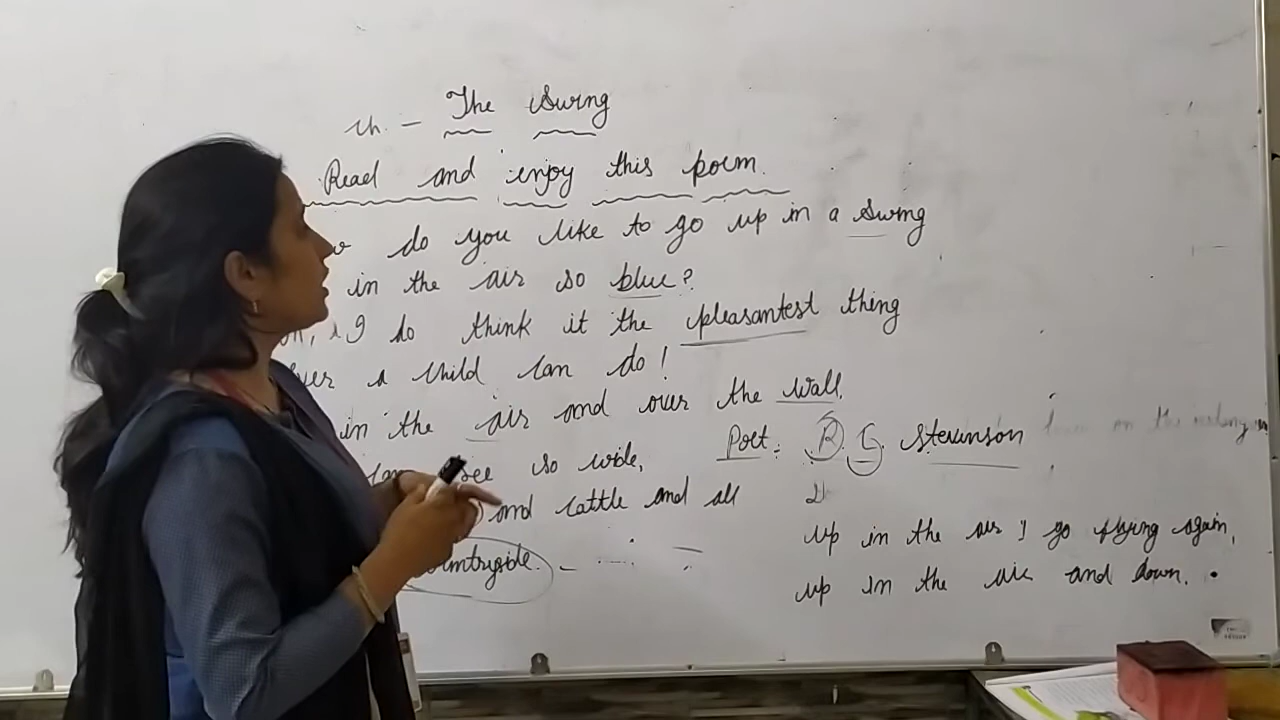 Ch. - The Swing
Read and enjoy this poem.
do you like to go up in a swing
in the air so blue?
I do think it the pleasantest thing
a child can do!
in the air and over the wall.
see so wide,
and cattle and all
countryside.
Poet: R L Stevenson
up in the air I go flying again,
up in the air and down.